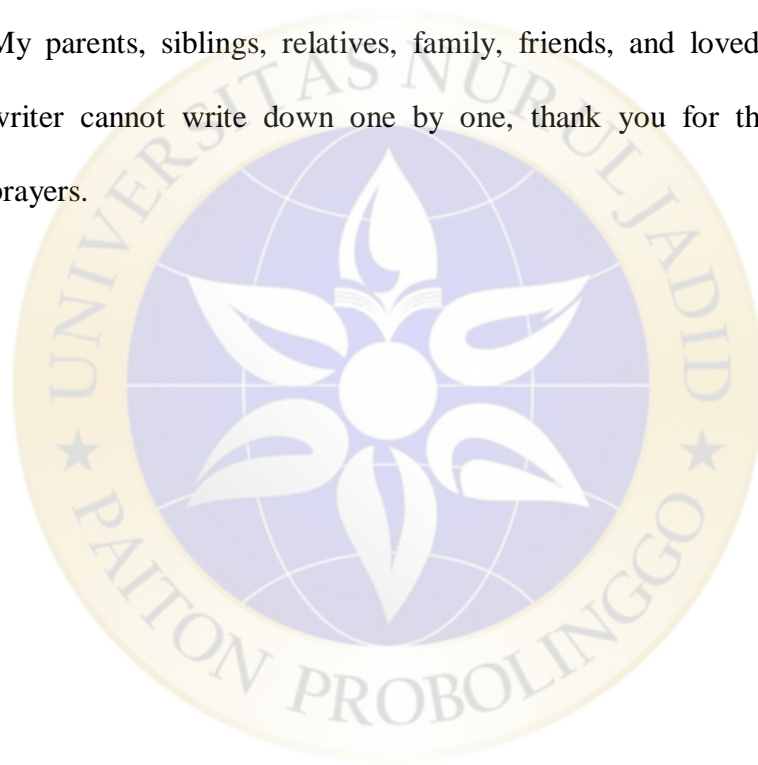 My parents, siblings, relatives, family, friends, and loved
writer cannot write down one by one, thank you for th
prayers.
UNIVERSITAS NURUL JADID
PAITON PROBOLINGGO